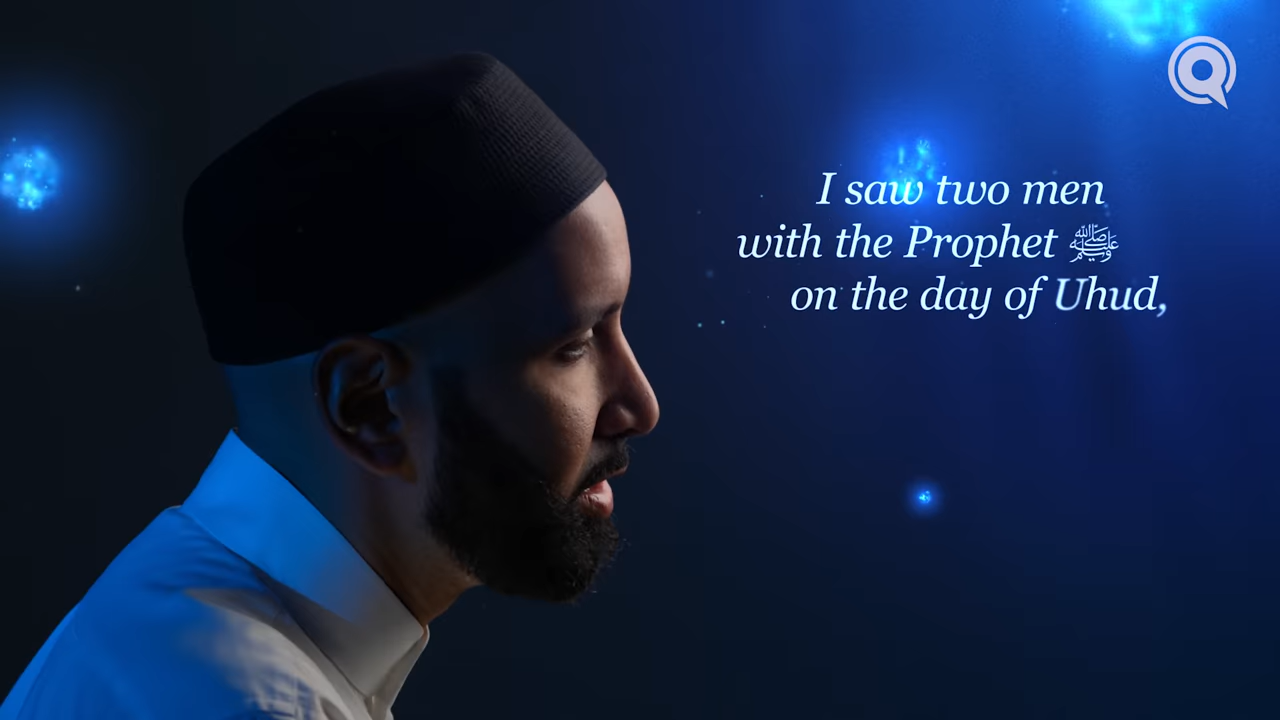 I saw two men
with the Prophet ﷺ
on the day of Uhud,